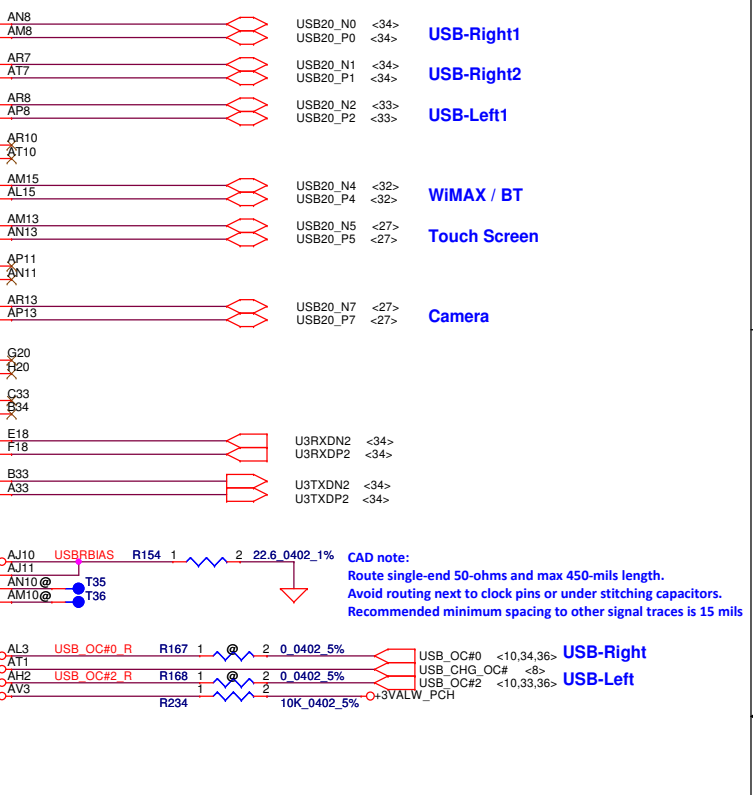 AN8 USB20_N0 <34>
AM8 USB20_P0 <34> USB-Right1
AR7 USB20_N1 <34>
AT7 USB20_P1 <34> USB-Right2
AR8 USB20_N2 <33>
AP8 USB20_P2 <33> USB-Left1
AR10
AT10
AM15 USB20_N4 <32>
AL15 USB20_P4 <32> WiMAX / BT
AM13 USB20_N5 <27>
AN13 USB20_P5 <27> Touch Screen
AP11
AN11
AR13 USB20_N7 <27>
AP13 USB20_P7 <27> Camera
G20
H20
C33
B34
E18 U3RXDN2 <34>
F18 U3RXDP2 <34>
B33 U3TXDN2 <34>
A33 U3TXDP2 <34>
AJ10 USBRBIAS R154 1 2 22.6_0402_1% CAD note:
AJ11 Route single-end 50-ohms and max 450-mils length.
AN10 @ T35 Avoid routing next to clock pins or under stitching capacitors.
AM10 @ T36 Recommended minimum spacing to other signal traces is 15 mils
AL3 USB_OC#0_R R167 1 @ 2 0_0402_5% USB_OC#0 <10,34,36> USB-Right
AT1 USB_CHG_OC# <8>
AH2 USB_OC#2_R R168 1 @ 2 0_0402_5% USB_OC#2 <10,33,36> USB-Left
AV3 1 2 +3VALW_PCH
R234 10K_0402_5%